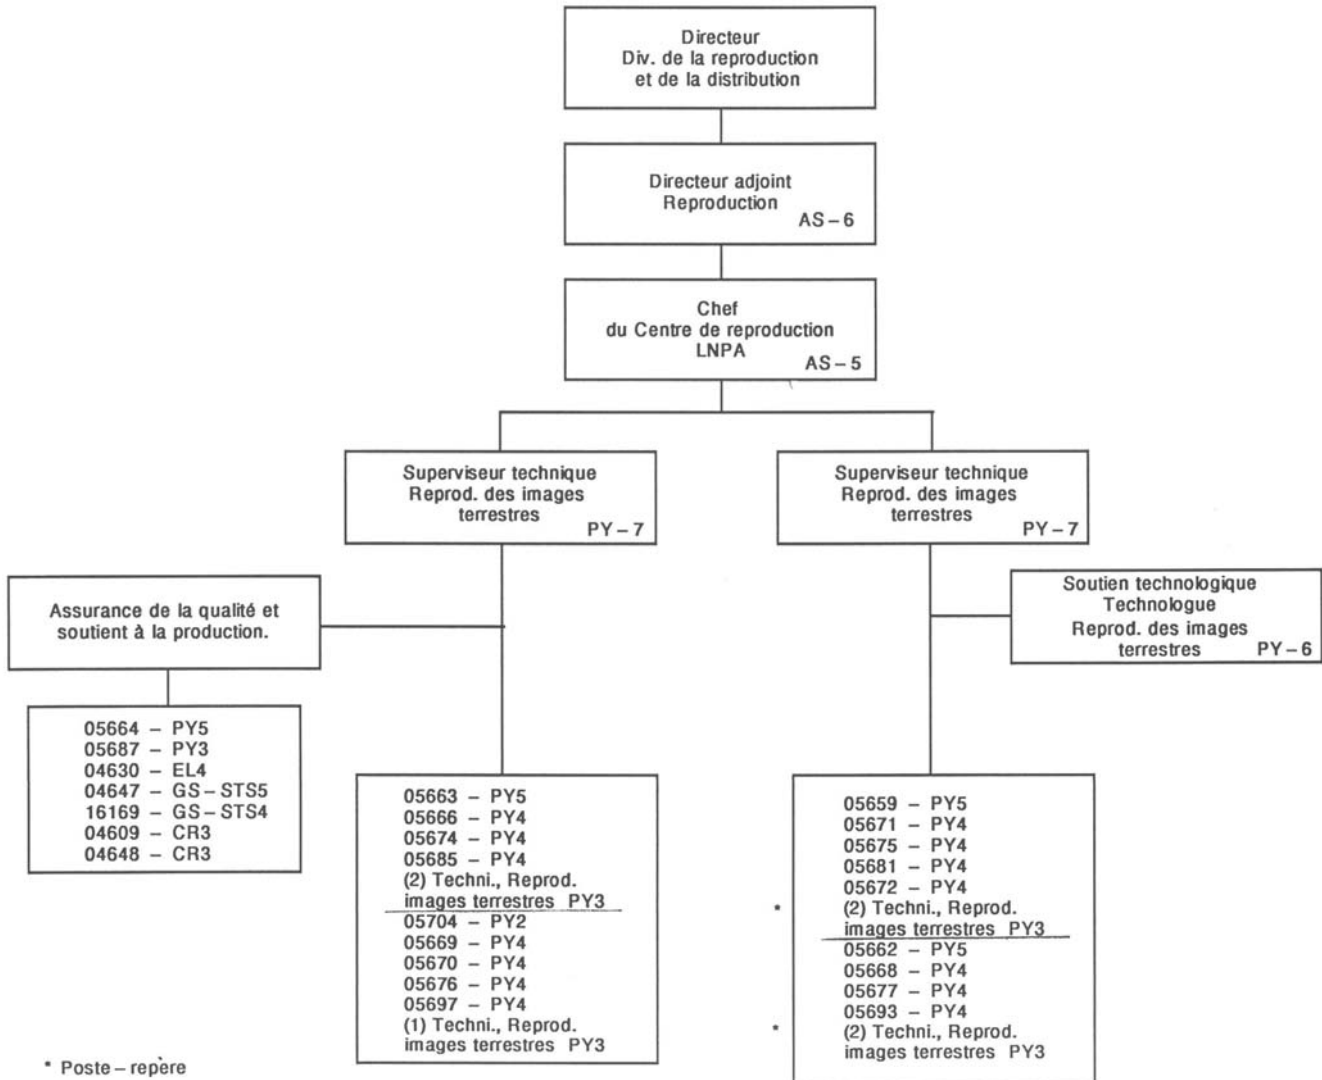 Directeur
Div. de la reproduction
et de la distribution
Directeur adjoint
Reproduction
AS – 6
Chef
du Centre de reproduction
LNPA
AS – 5
Superviseur technique
Reprod. des images
terrestres
PY – 7
Superviseur technique
Reprod. des images
terrestres
PY – 7
Assurance de la qualité et
soutient à la production.
Soutien technologique
Technologue
Reprod. des images
terrestres PY – 6
05664 – PY5
05687 – PY3
04630 – EL4
04647 – GS – STS5
16169 – GS – STS4
04609 – CR3
04648 – CR3
05663 – PY5
05666 – PY4
05674 – PY4
05685 – PY4
(2) Techni., Reprod.
images terrestres PY3
05704 – PY2
05669 – PY4
05670 – PY4
05676 – PY4
05697 – PY4
(1) Techni., Reprod.
images terrestres PY3
05659 – PY5
05671 – PY4
05675 – PY4
05681 – PY4
05672 – PY4
* (2) Techni., Reprod.
images terrestres PY3
05662 – PY5
05668 – PY4
05677 – PY4
05693 – PY4
* (2) Techni., Reprod.
images terrestres PY3
* Poste – repère